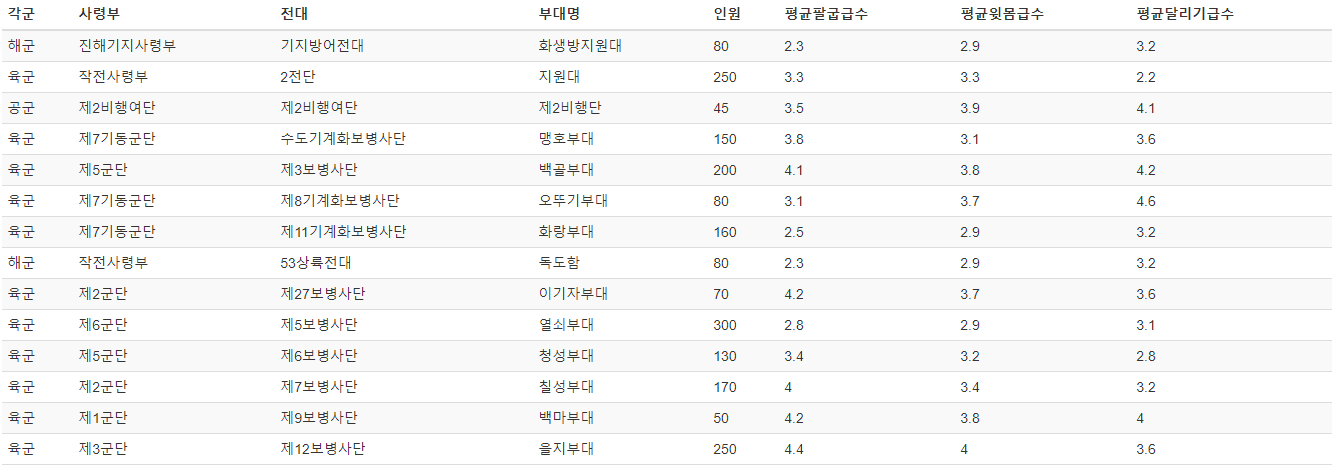 각군 사령부 전대 부대명 인원 평균팔굽급수 평균윗몸급수 평균달리기급수
해군 진해기지사령부 기지방어전대 화생방지원대 80 2.3 2.9 3.2
육군 작전사령부 2전단 지원대 250 3.3 3.3 2.2
공군 제2비행여단 제2비행여단 제2비행단 45 3.5 3.9 4.1
육군 제7기동군단 수도기계화보병사단 맹호부대 150 3.8 3.1 3.6
육군 제5군단 제3보병사단 백골부대 200 4.1 3.8 4.2
육군 제7기동군단 제8기계화보병사단 오뚜기부대 80 3.1 3.7 4.6
육군 제7기동군단 제11기계화보병사단 화랑부대 160 2.5 2.9 3.2
해군 작전사령부 53상륙전대 독도함 80 2.3 2.9 3.2
육군 제2군단 제27보병사단 이기자부대 70 4.2 3.7 3.6
육군 제6군단 제5보병사단 열쇠부대 300 2.8 2.9 3.1
육군 제5군단 제6보병사단 청성부대 130 3.4 3.2 2.8
육군 제2군단 제7보병사단 칠성부대 170 4 3.4 3.2
육군 제1군단 제9보병사단 백마부대 50 4.2 3.8 4
육군 제3군단 제12보병사단 을지부대 250 4.4 4 3.6